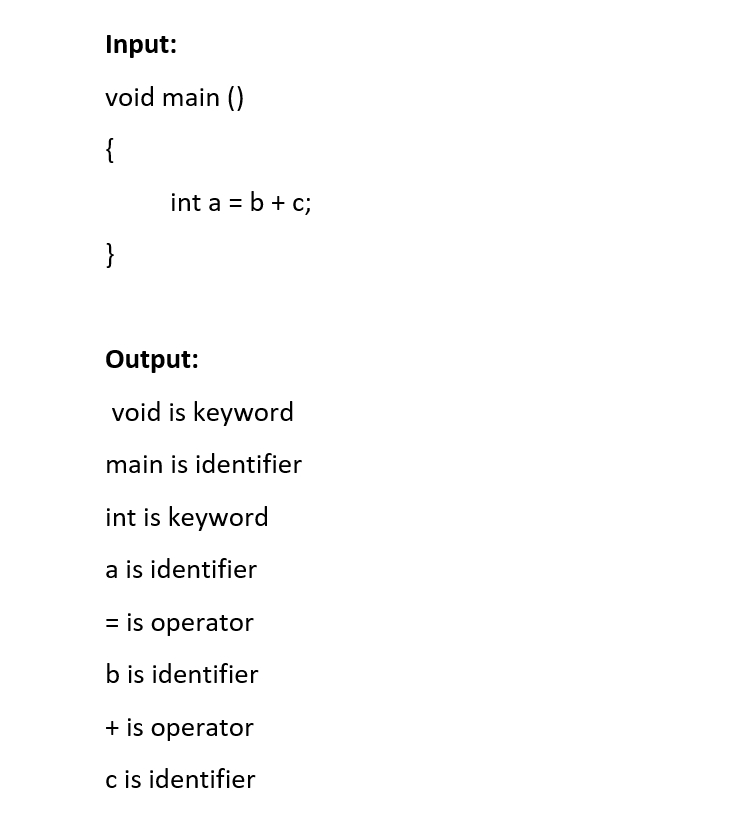 Input:
void main ()
{
int a = b + c;
}
Output:
void is keyword
main is identifier
int is keyword
a is identifier
= is operator
b is identifier
+ is operator
c is identifier